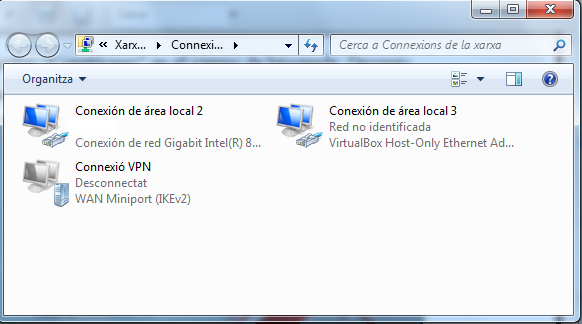 « Xarx... Connexi...
Cerca a Connexions de la xarxa
Organitza
Conexión de área local 2
Conexión de red Gigabit Intel(R) 8...
Conexión de área local 3
Red no identificada
VirtualBox Host-Only Ethernet Ad...
Connexió VPN
Desconnectat
WAN Miniport (IKEv2)